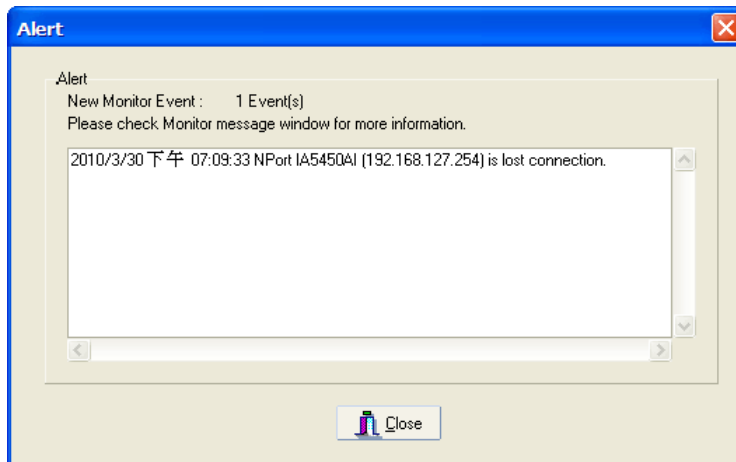 Alert
Alert
New Monitor Event : 1 Event(s)
Please check Monitor message window for more information.
2010/3/30 下午 07:09:33 NPort IA5450AI (192.168.127.254) is lost connection.
Close